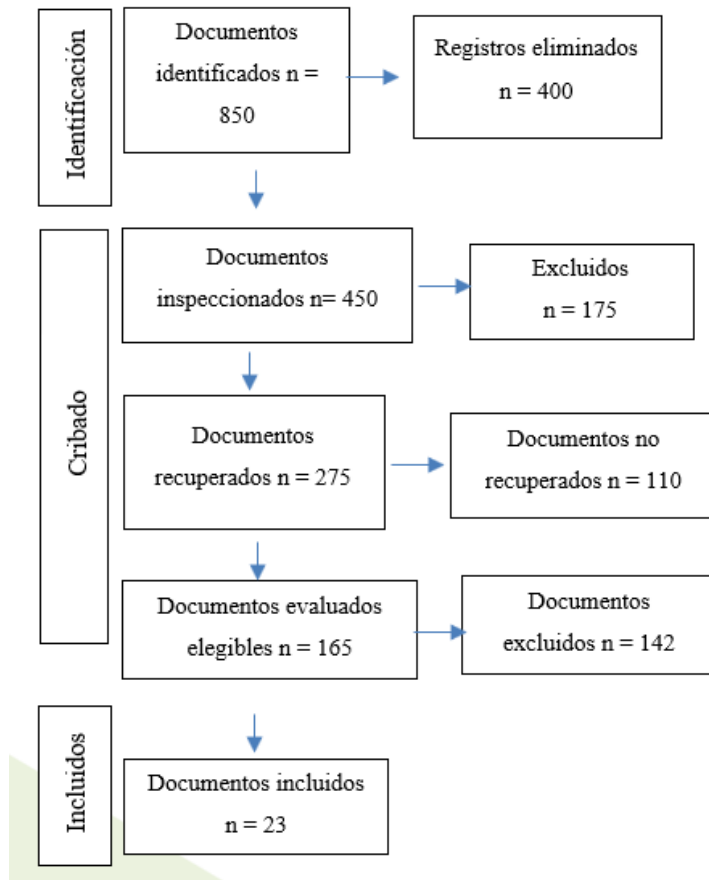 Identificación
Documentos
identificados n =
850
Registros eliminados
n = 400
Cribado
Documentos
inspeccionados n= 450
Excluidos
n = 175
Documentos
recuperados n = 275
Documentos no
recuperados n = 110
Documentos evaluados
elegibles n = 165
Documentos
excluidos n = 142
Incluidos
Documentos incluidos
n = 23